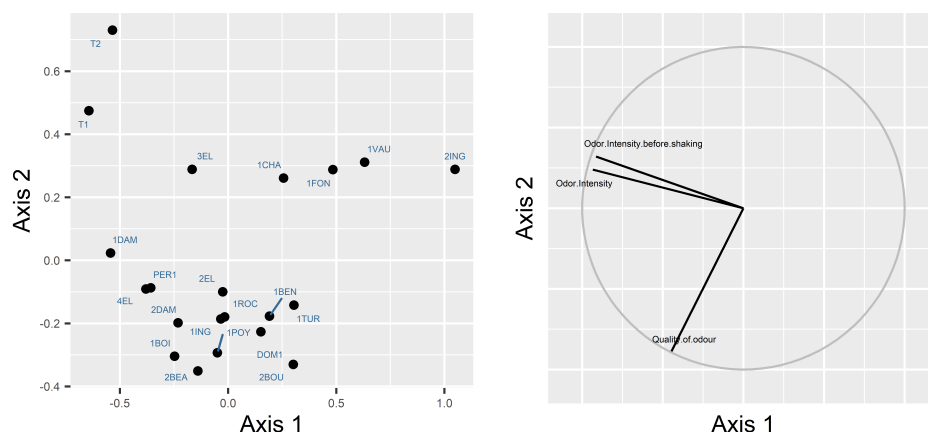 T2
0.6
T1
0.4
3EL
1VAU
1CHA
2ING
1FON
0.2
Axis 2
1DAM
0.0
PER1
2EL
4EL
1BEN
2DAM
1ROC
1TUR
-0.2
1ING
1POY
1BOI
DOM1
2BEA
2BOU
-0.4
-0.5
0.0
0.5
1.0
Axis 1
Odor.Intensity.before.shaking
Odor.Intensity
Axis 2
Quality.of.odour
Axis 1